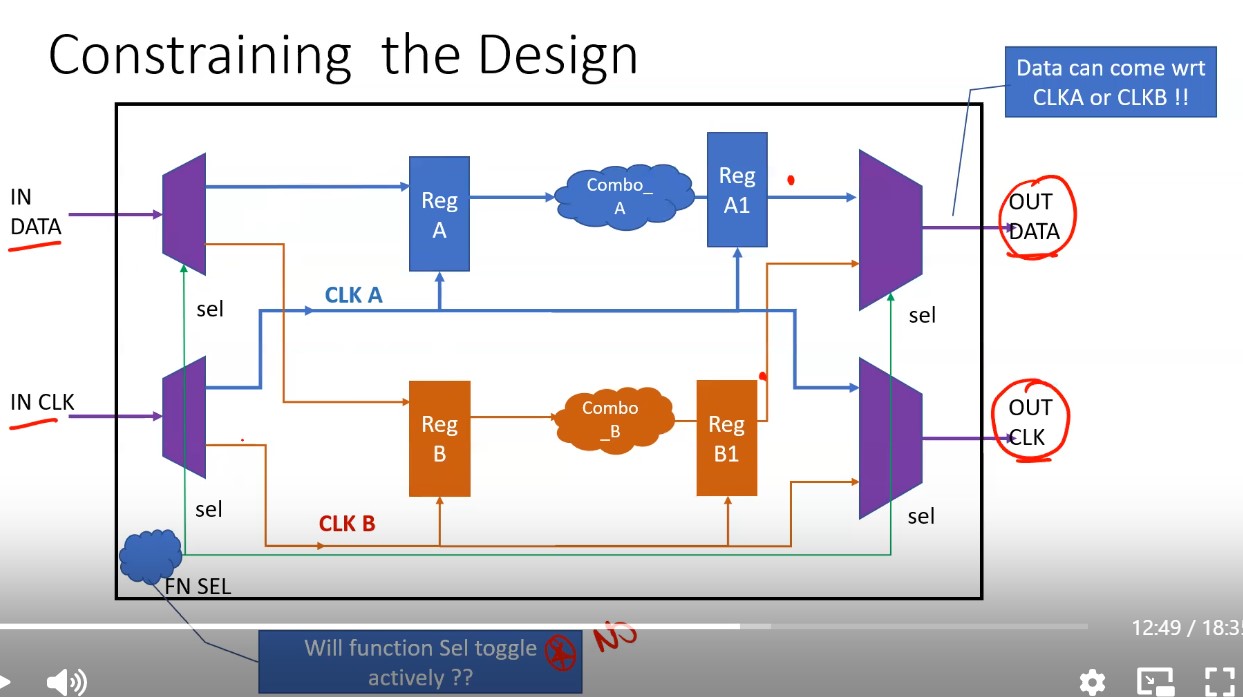 Constraining the Design
Data can come wrt
CLKA or CLKB !!
IN
DATA
Reg
A
Combo_
A
Reg
A1
OUT
DATA
sel
CLK A
sel
IN CLK
Reg
B
Combo
_B
Reg
B1
OUT
CLK
sel
CLK B
sel
FN SEL
Will function Sel toggle
actively ??
NO
12:49 / 18:35